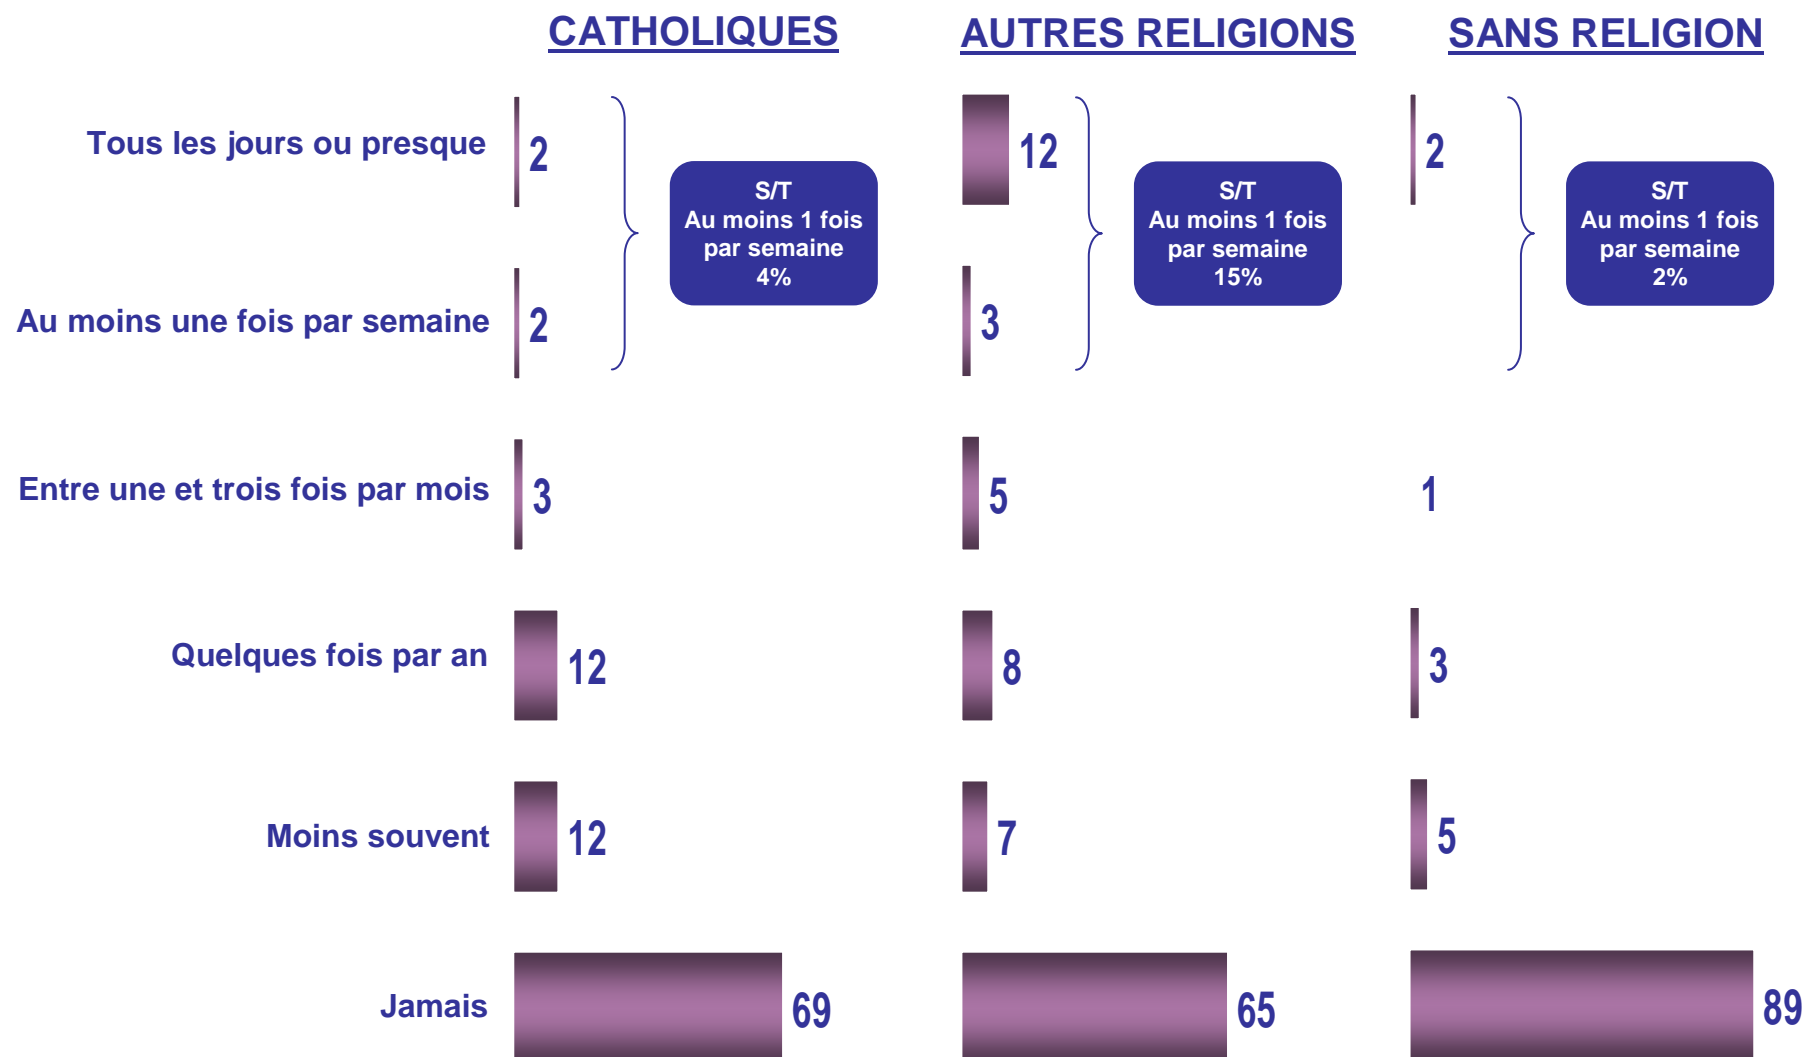 CATHOLIQUES AUTRES RELIGIONS SANS RELIGION
Tous les jours ou presque 2 12 2
S/T
Au moins 1 fois
par semaine
4%
S/T
Au moins 1 fois
par semaine
15%
S/T
Au moins 1 fois
par semaine
2%
Au moins une fois par semaine 2 3
Entre une et trois fois par mois 3 5 1
Quelques fois par an 12 8 3
Moins souvent 12 7 5
Jamais 69 65 89